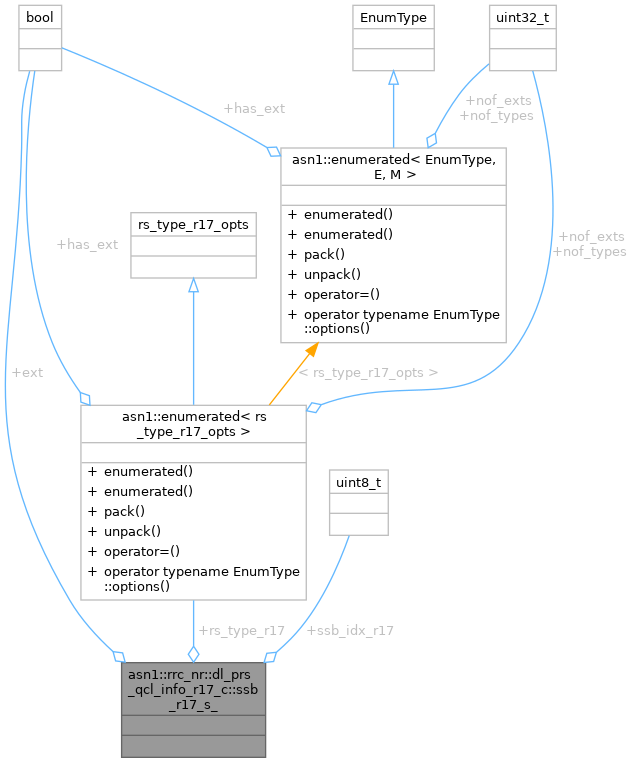 bool
EnumType
uint32_t
+has_ext
+nof_exts
+nof_types
asn1::enumerated< EnumType,
E, M >
+ enumerated()
+ enumerated()
+ pack()
+ unpack()
+ operator=()
+ operator typename EnumType
::options()
rs_type_r17_opts
+has_ext
+nof_exts
+nof_types
+ext
< rs_type_r17_opts >
asn1::enumerated< rs
_type_r17_opts >
+ enumerated()
+ enumerated()
+ pack()
+ unpack()
+ operator=()
+ operator typename EnumType
::options()
uint8_t
+rs_type_r17
+ssb_idx_r17
asn1::rrc_nr::dl_prs
_qcl_info_r17_c::ssb
_r17_s_